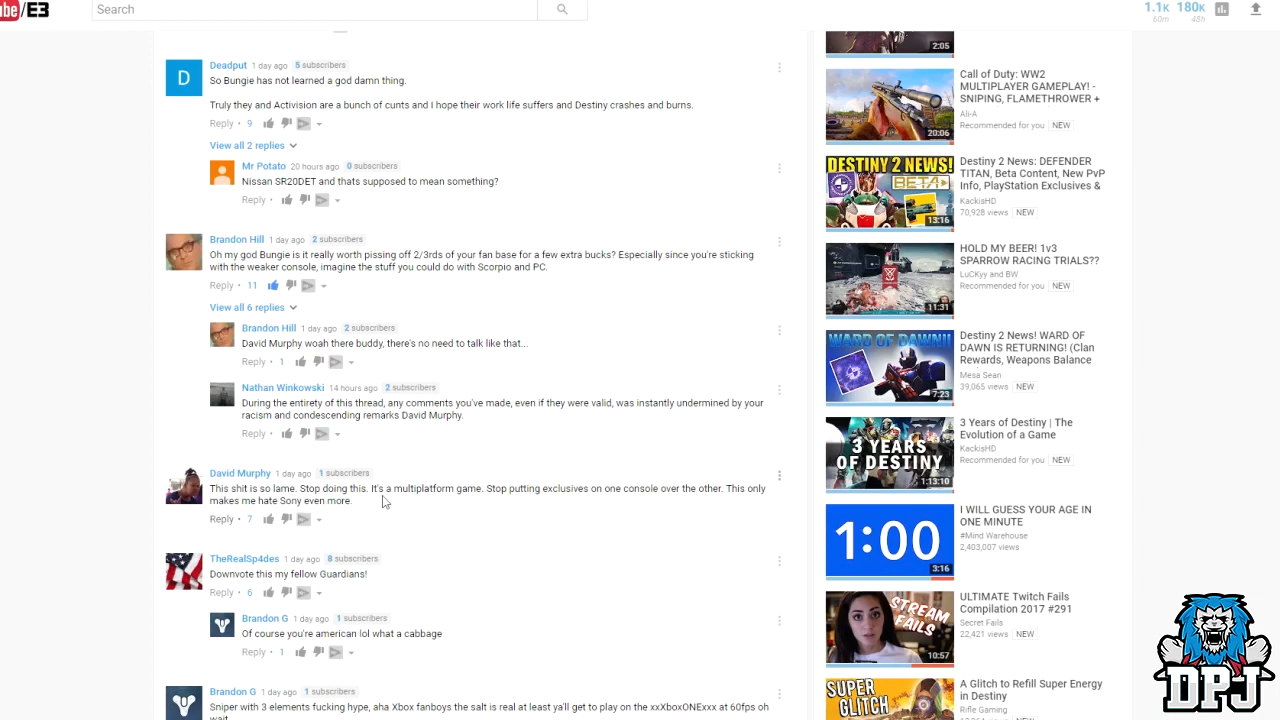 ube/E3
Search
1.1K
60m
180K
48h
Deadput 1 day ago 5 subscribers
So Bungie has not learned a god damn thing.
Truly they and Activision are a bunch of cunts and I hope their work life suffers and Destiny crashes and burns.
Reply • 9
View all 2 replies
Mr Potato 20 hours ago 0 subscribers
Nissan SR20DET and thats supposed to mean something?
Reply •
Brandon Hill 1 day ago 2 subscribers
Oh my god Bungie is it really worth pissing off 2/3rds of your fan base for a few extra bucks? Especially since you're sticking
with the weaker console, imagine the stuff you could do with Scorpio and PC.
Reply • 11
View all 6 replies
Brandon Hill 1 day ago 2 subscribers
David Murphy woah there buddy, there's no need to talk like that...
Reply • 1
Nathan Winkowski 14 hours ago 2 subscribers
During the entirety of this thread, any comments you've made, even if they were valid, was instantly undermined by your
racism and condescending remarks David Murphy.
Reply •
David Murphy 1 day ago 1 subscribers
This shit is so lame. Stop doing this. It's a multiplatform game. Stop putting exclusives on one console over the other. This only
makes me hate Sony even more.
Reply • 7
TheRealSp4des 1 day ago 8 subscribers
Downvote this my fellow Guardians!
Reply • 6
Brandon G 1 day ago 1 subscribers
Of course you're american lol what a cabbage
Reply • 1
Brandon G 1 day ago 1 subscribers
Sniper with 3 elements fucking hype, aha Xbox fanboys the salt is real at least ya'll get to play on the xxXboxONExxx at 60fps oh
wait
2:05
Call of Duty: WW2
MULTIPLAYER GAMEPLAY! -
SNIPING, FLAMETHROWER +
Ali-A
Recommended for you NEW
20:06
DESTINY 2 NEWS!
BETA
13:16
Destiny 2 News: DEFENDER
TITAN, Beta Content, New PvP
Info, PlayStation Exclusives &
KackisHD
70,928 views NEW
HOLD MY BEER! 1v3
SPARROW RACING TRIALS??
LuCKyy and BW
Recommended for you NEW
11:31
WARD OF DAWN!!
7:23
Destiny 2 News! WARD OF
DAWN IS RETURNING! (Clan
Rewards, Weapons Balance
Mesa Sean
39,065 views NEW
3 YEARS
OF DESTINY
1:13:10
3 Years of Destiny | The
Evolution of a Game
KackisHD
Recommended for you NEW
1:00
3:16
I WILL GUESS YOUR AGE IN
ONE MINUTE
#Mind Warehouse
2,403,007 views
STREAM
FAILS
10:57
ULTIMATE Twitch Fails
Compilation 2017 #291
Secret Fails
22,421 views NEW
SUPER
GLITCH
A Glitch to Refill Super Energy
in Destiny
Rifle Gaming
DPJ